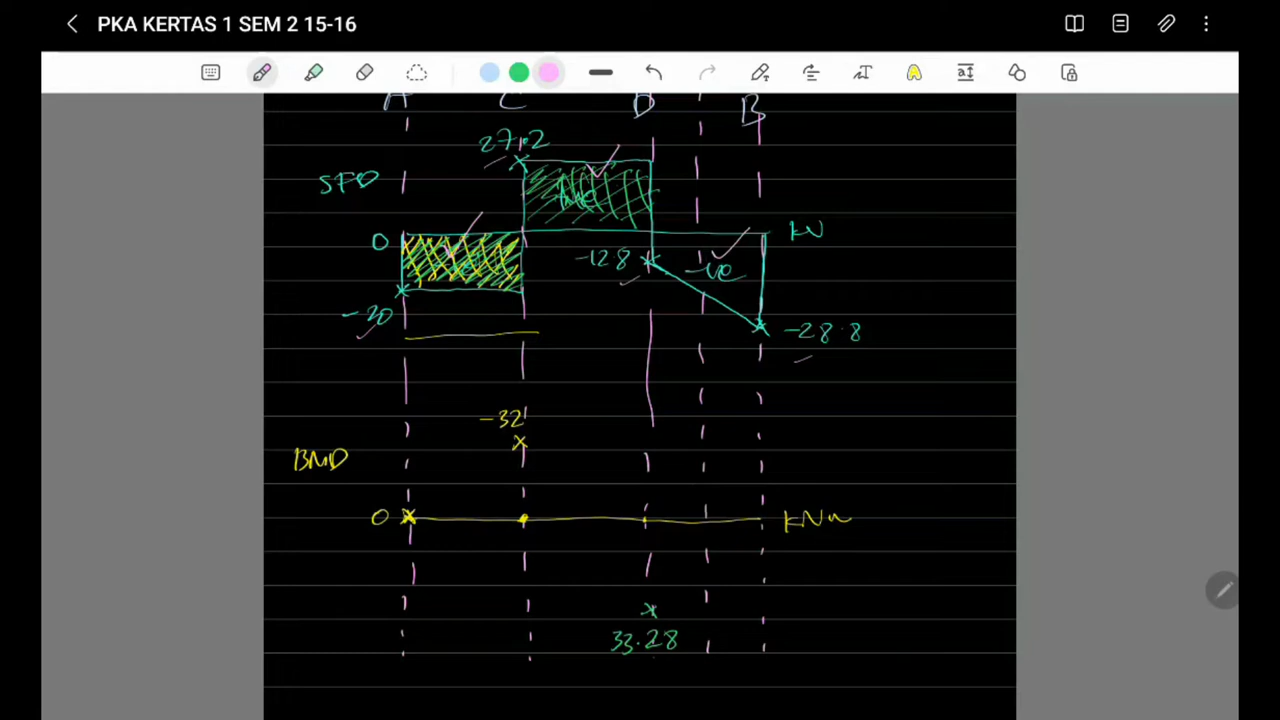 PKA KERTAS 1 SEM 2 15-16
A C D B
27.2
SFD
+ve
0 KN
-12.8 -ve
-20
-28.8
-32
BMD
0 KNm
33.28